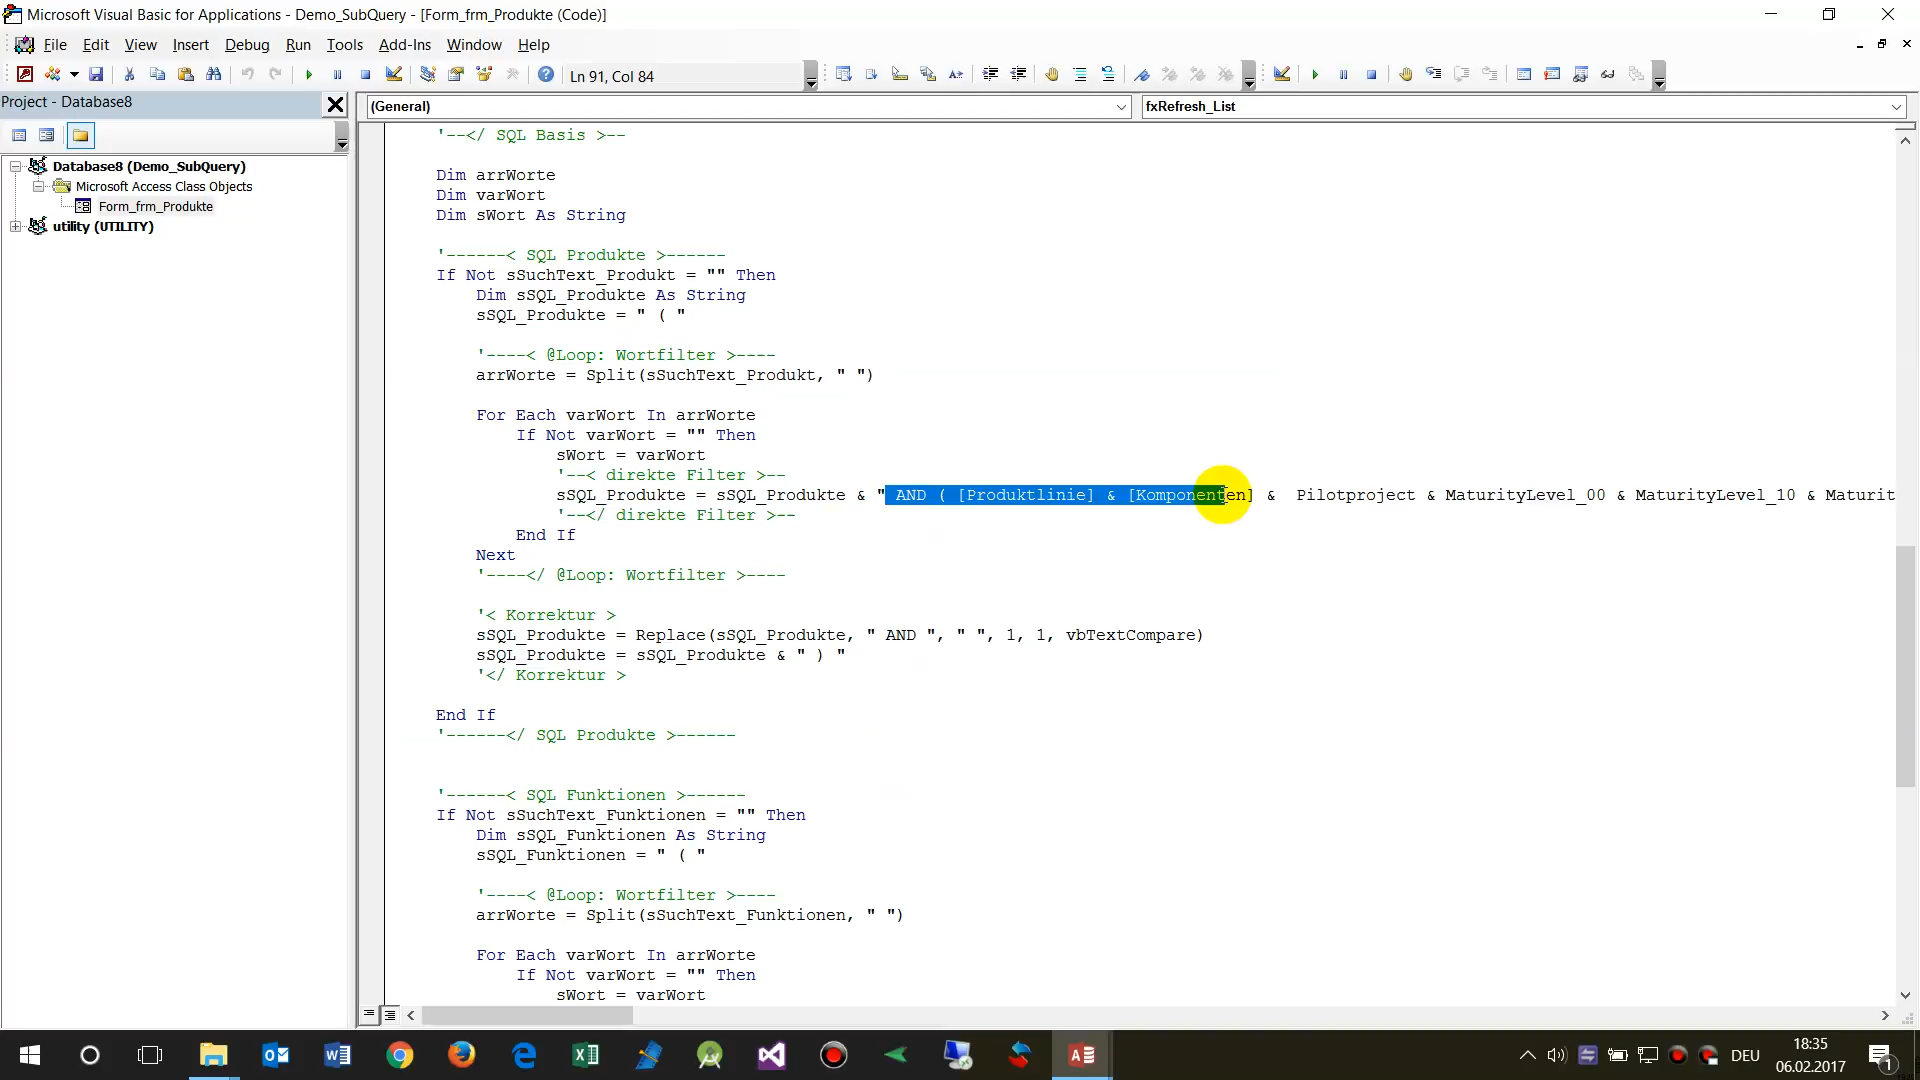 Microsoft Visual Basic for Applications - Demo_SubQuery - [Form_frm_Produkte (Code)]
File Edit View Insert Debug Run Tools Add-Ins Window Help
Ln 91, Col 84
Project - Database8
(General)
fxRefresh_List
Database8 (Demo_SubQuery)
Microsoft Access Class Objects
Form_frm_Produkte
utility (UTILITY)
'--</ SQL Basis >--
Dim arrWorte
Dim varWort
Dim sWort As String
'------< SQL Produkte >------
If Not sSuchText_Produkt = "" Then
Dim sSQL_Produkte As String
sSQL_Produkte = " ( "
'----< @Loop: Wortfilter >----
arrWorte = Split(sSuchText_Produkt, " ")
For Each varWort In arrWorte
If Not varWort = "" Then
sWort = varWort
'--< direkte Filter >--
sSQL_Produkte = sSQL_Produkte & " AND ( [Produktlinie] & [Komponenten] &  Pilotproject & MaturityLevel_00 & MaturityLevel_10 & Maturit
'--</ direkte Filter >--
End If
Next
'----</ @Loop: Wortfilter >----
'< Korrektur >
sSQL_Produkte = Replace(sSQL_Produkte, " AND ", " ", 1, 1, vbTextCompare)
sSQL_Produkte = sSQL_Produkte & " ) "
'</ Korrektur >
End If
'------</ SQL Produkte >------
'------< SQL Funktionen >------
If Not sSuchText_Funktionen = "" Then
Dim sSQL_Funktionen As String
sSQL_Funktionen = " ( "
'----< @Loop: Wortfilter >----
arrWorte = Split(sSuchText_Funktionen, " ")
For Each varWort In arrWorte
If Not varWort = "" Then
sWort = varWort
DEU
18:35
06.02.2017
1